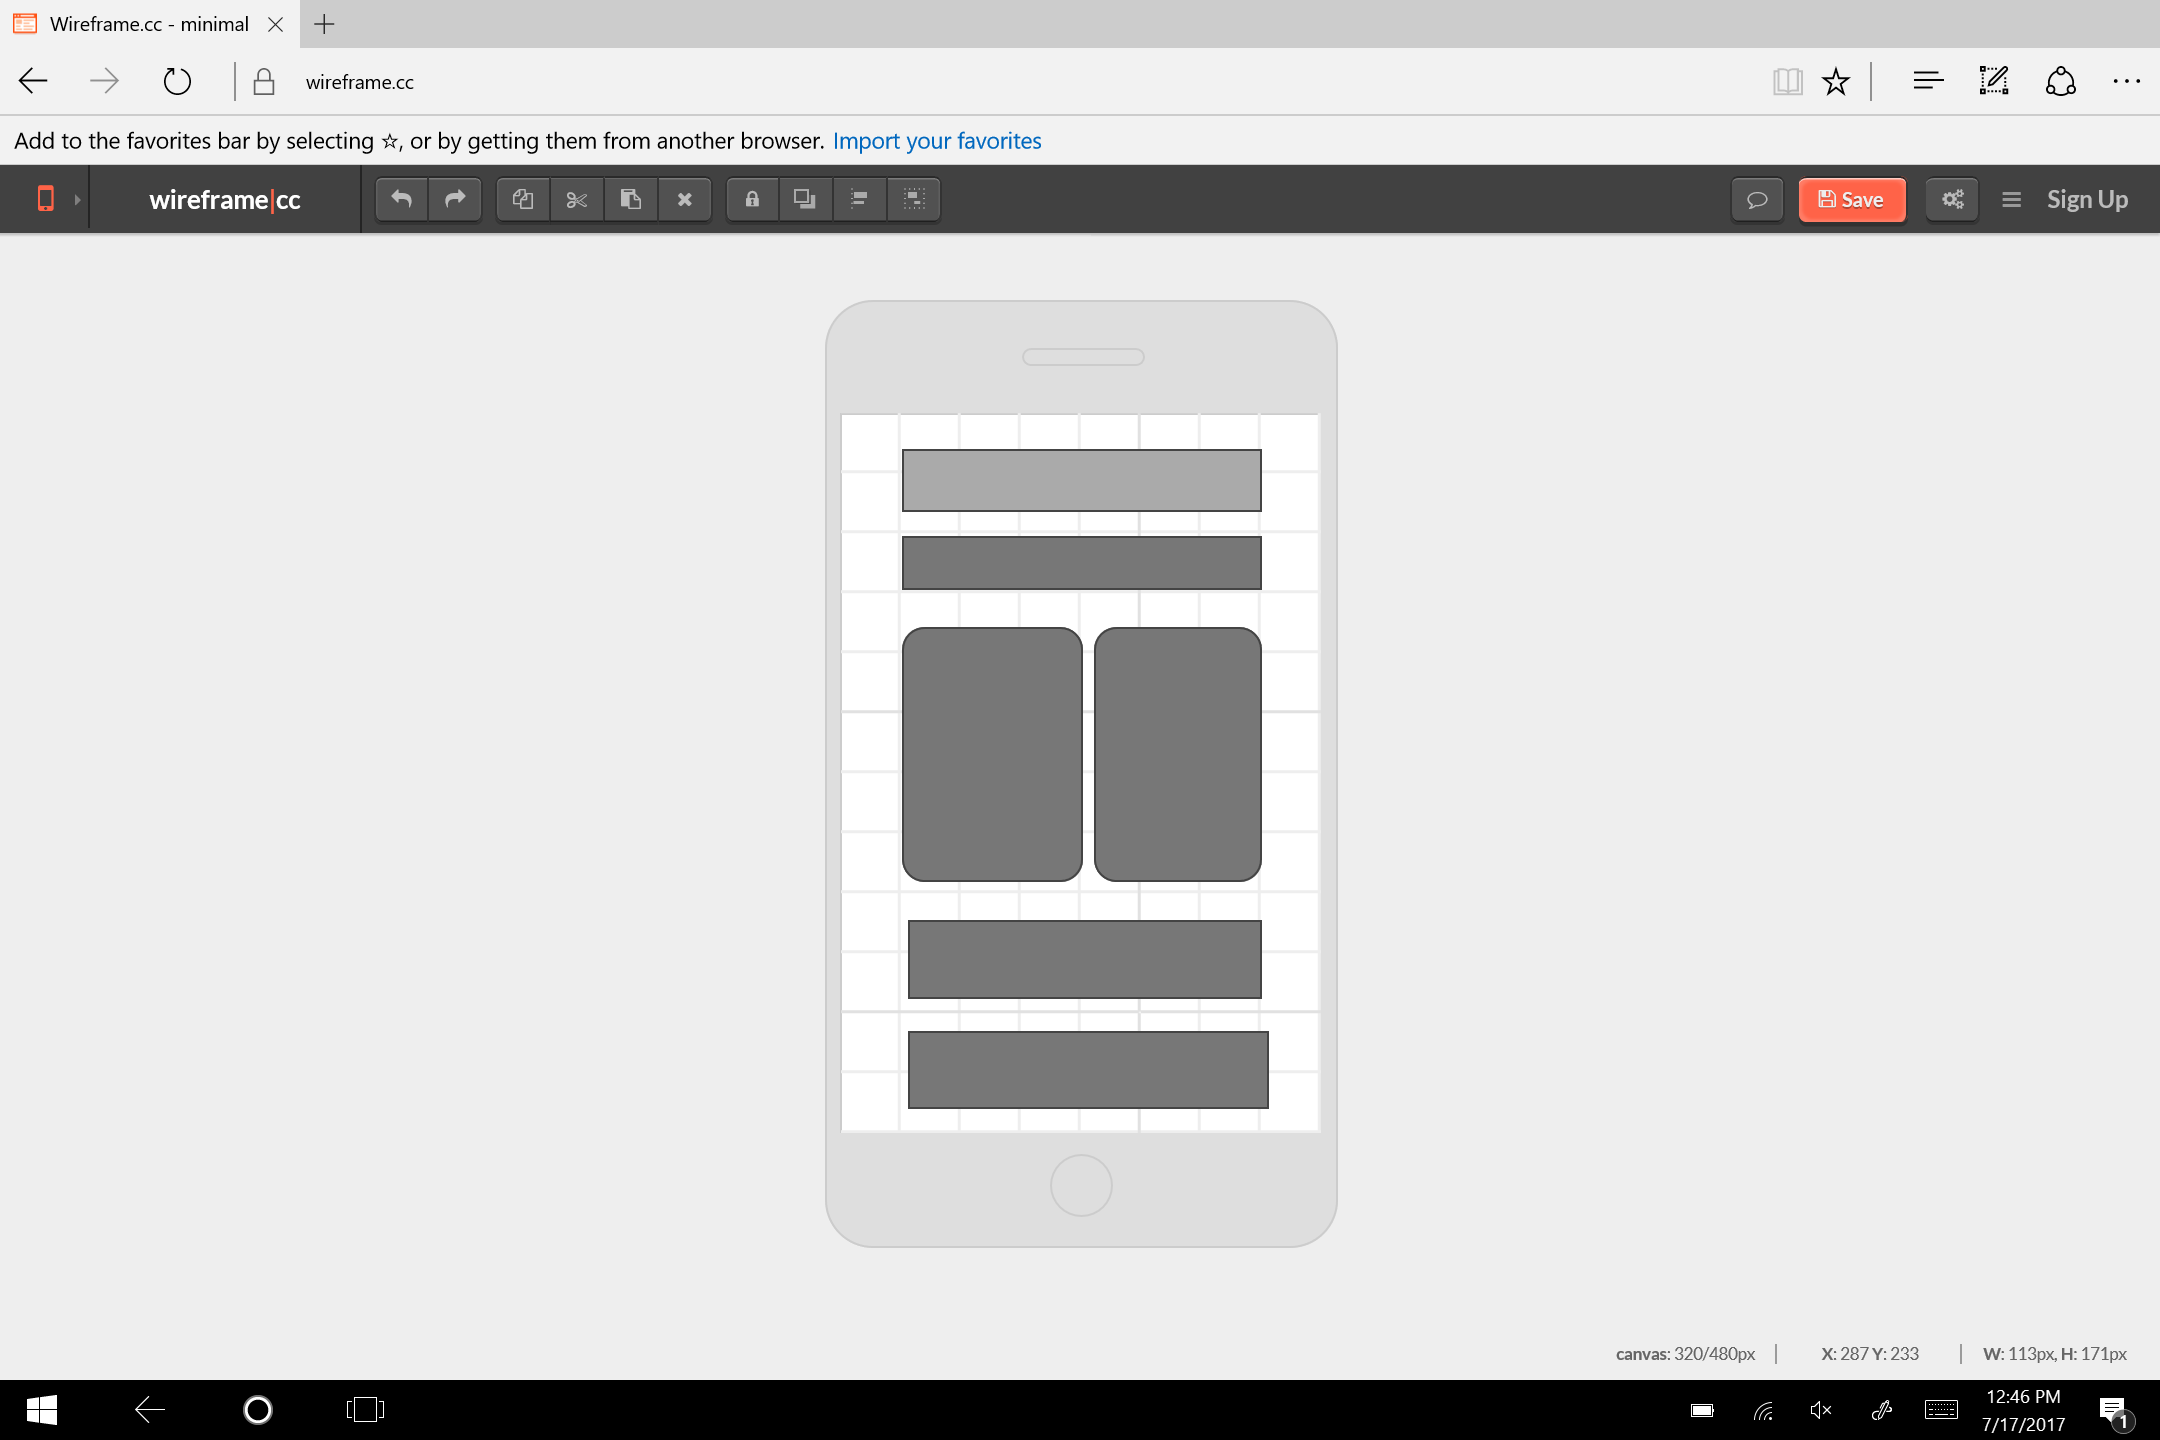 Wireframe.cc - minimal
wireframe.cc
Add to the favorites bar by selecting ☆, or by getting them from another browser. Import your favorites
wireframe|cc
Save
Sign Up
canvas: 320/480px | X: 287 Y: 233 | W: 113px, H: 171px
12:46 PM
7/17/2017
1